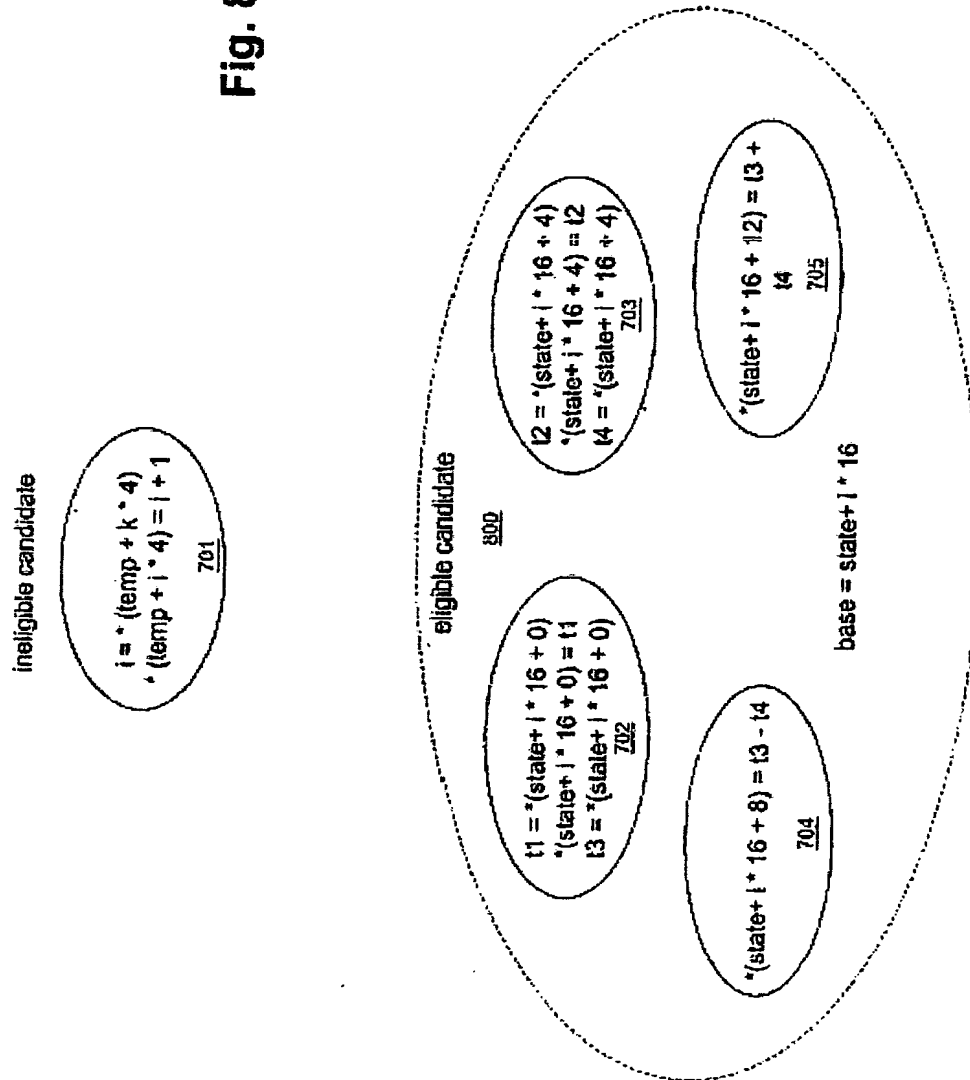 Fig. 8
ineligible candidate
i = * (temp + k * 4)
* (temp + i * 4) = i + 1
701
eligible candidate
800
t1 = *(state+ i * 16 + 0)
*(state+ i * 16 + 0) = t1
t3 = *(state+ i * 16 + 0)
702
t2 = *(state+ i * 16 + 4)
*(state+ i * 16 + 4) = t2
t4 = *(state+ i * 16 + 4)
703
*(state+ i * 16 + 8) = t3 - t4
704
*(state+ i * 16 + 12) = t3 +
t4
705
base = state+ i * 16